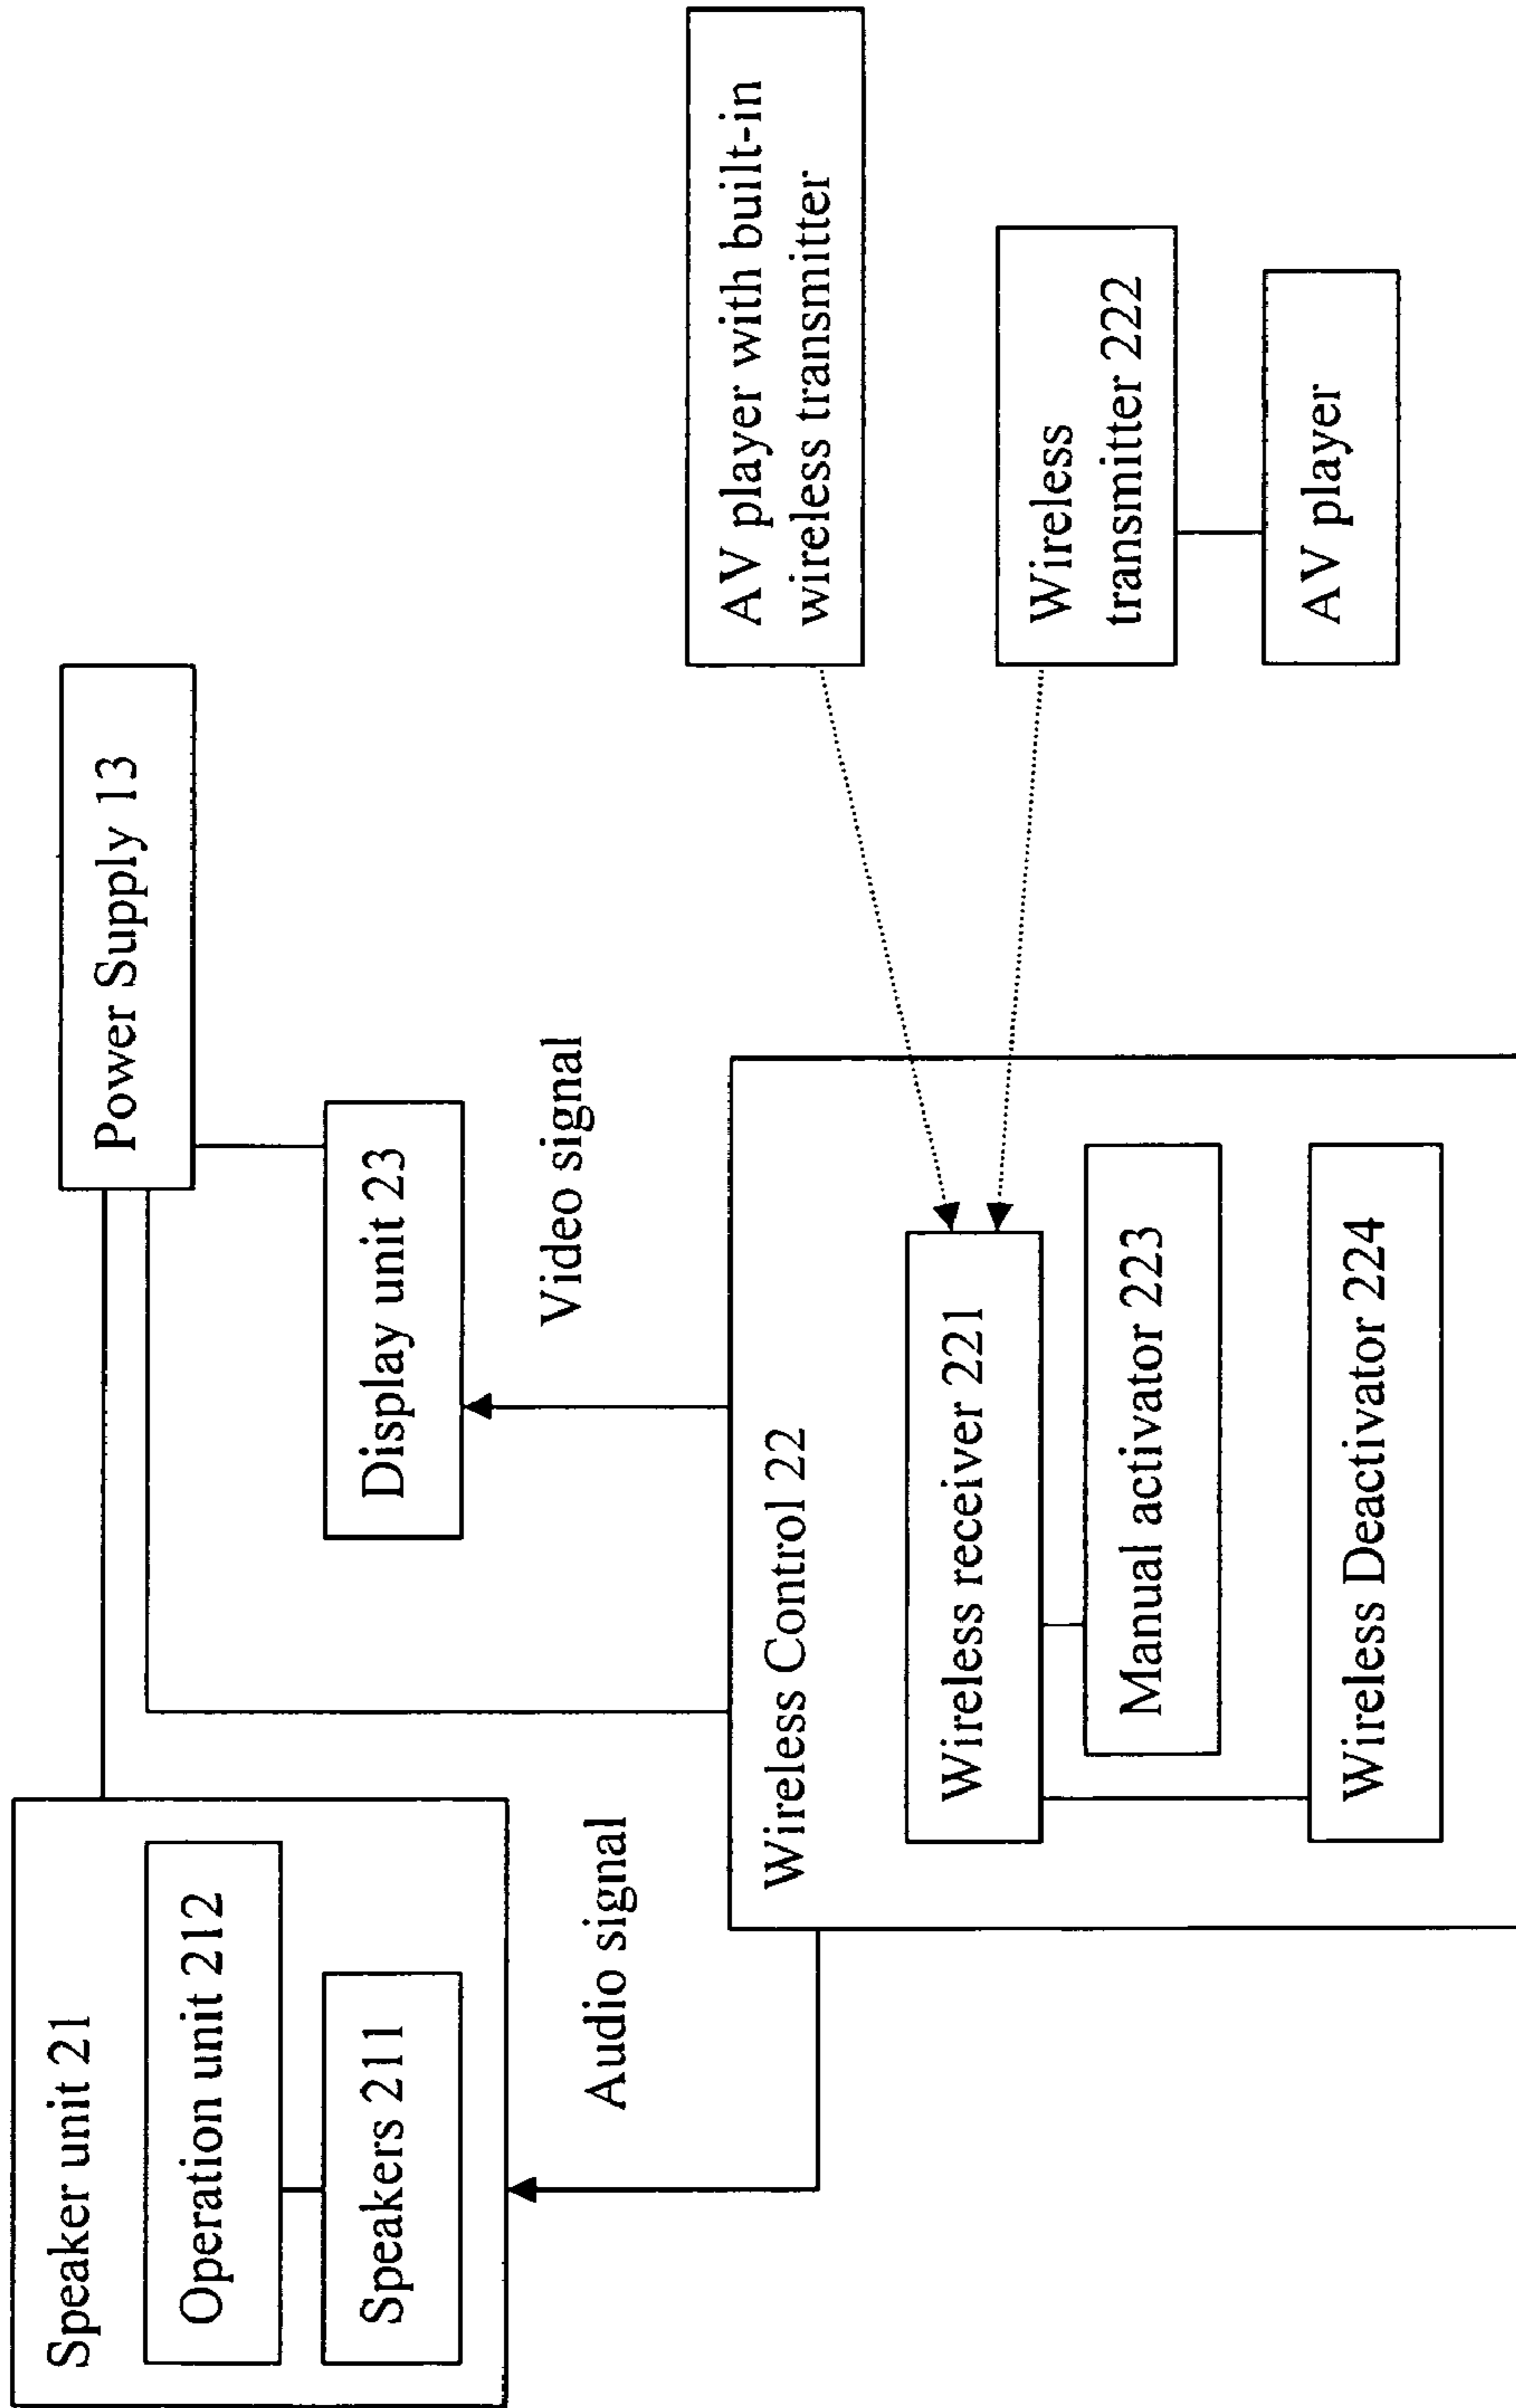 Speaker unit 21
Operation unit 212
Speakers 211
Power Supply 13
Display unit 23
Audio signal
Video signal
Wireless Control 22
Wireless receiver 221
Manual activator 223
Wireless Deactivator 224
AV player with built-in
wireless transmitter
Wireless
transmitter 222
AV player